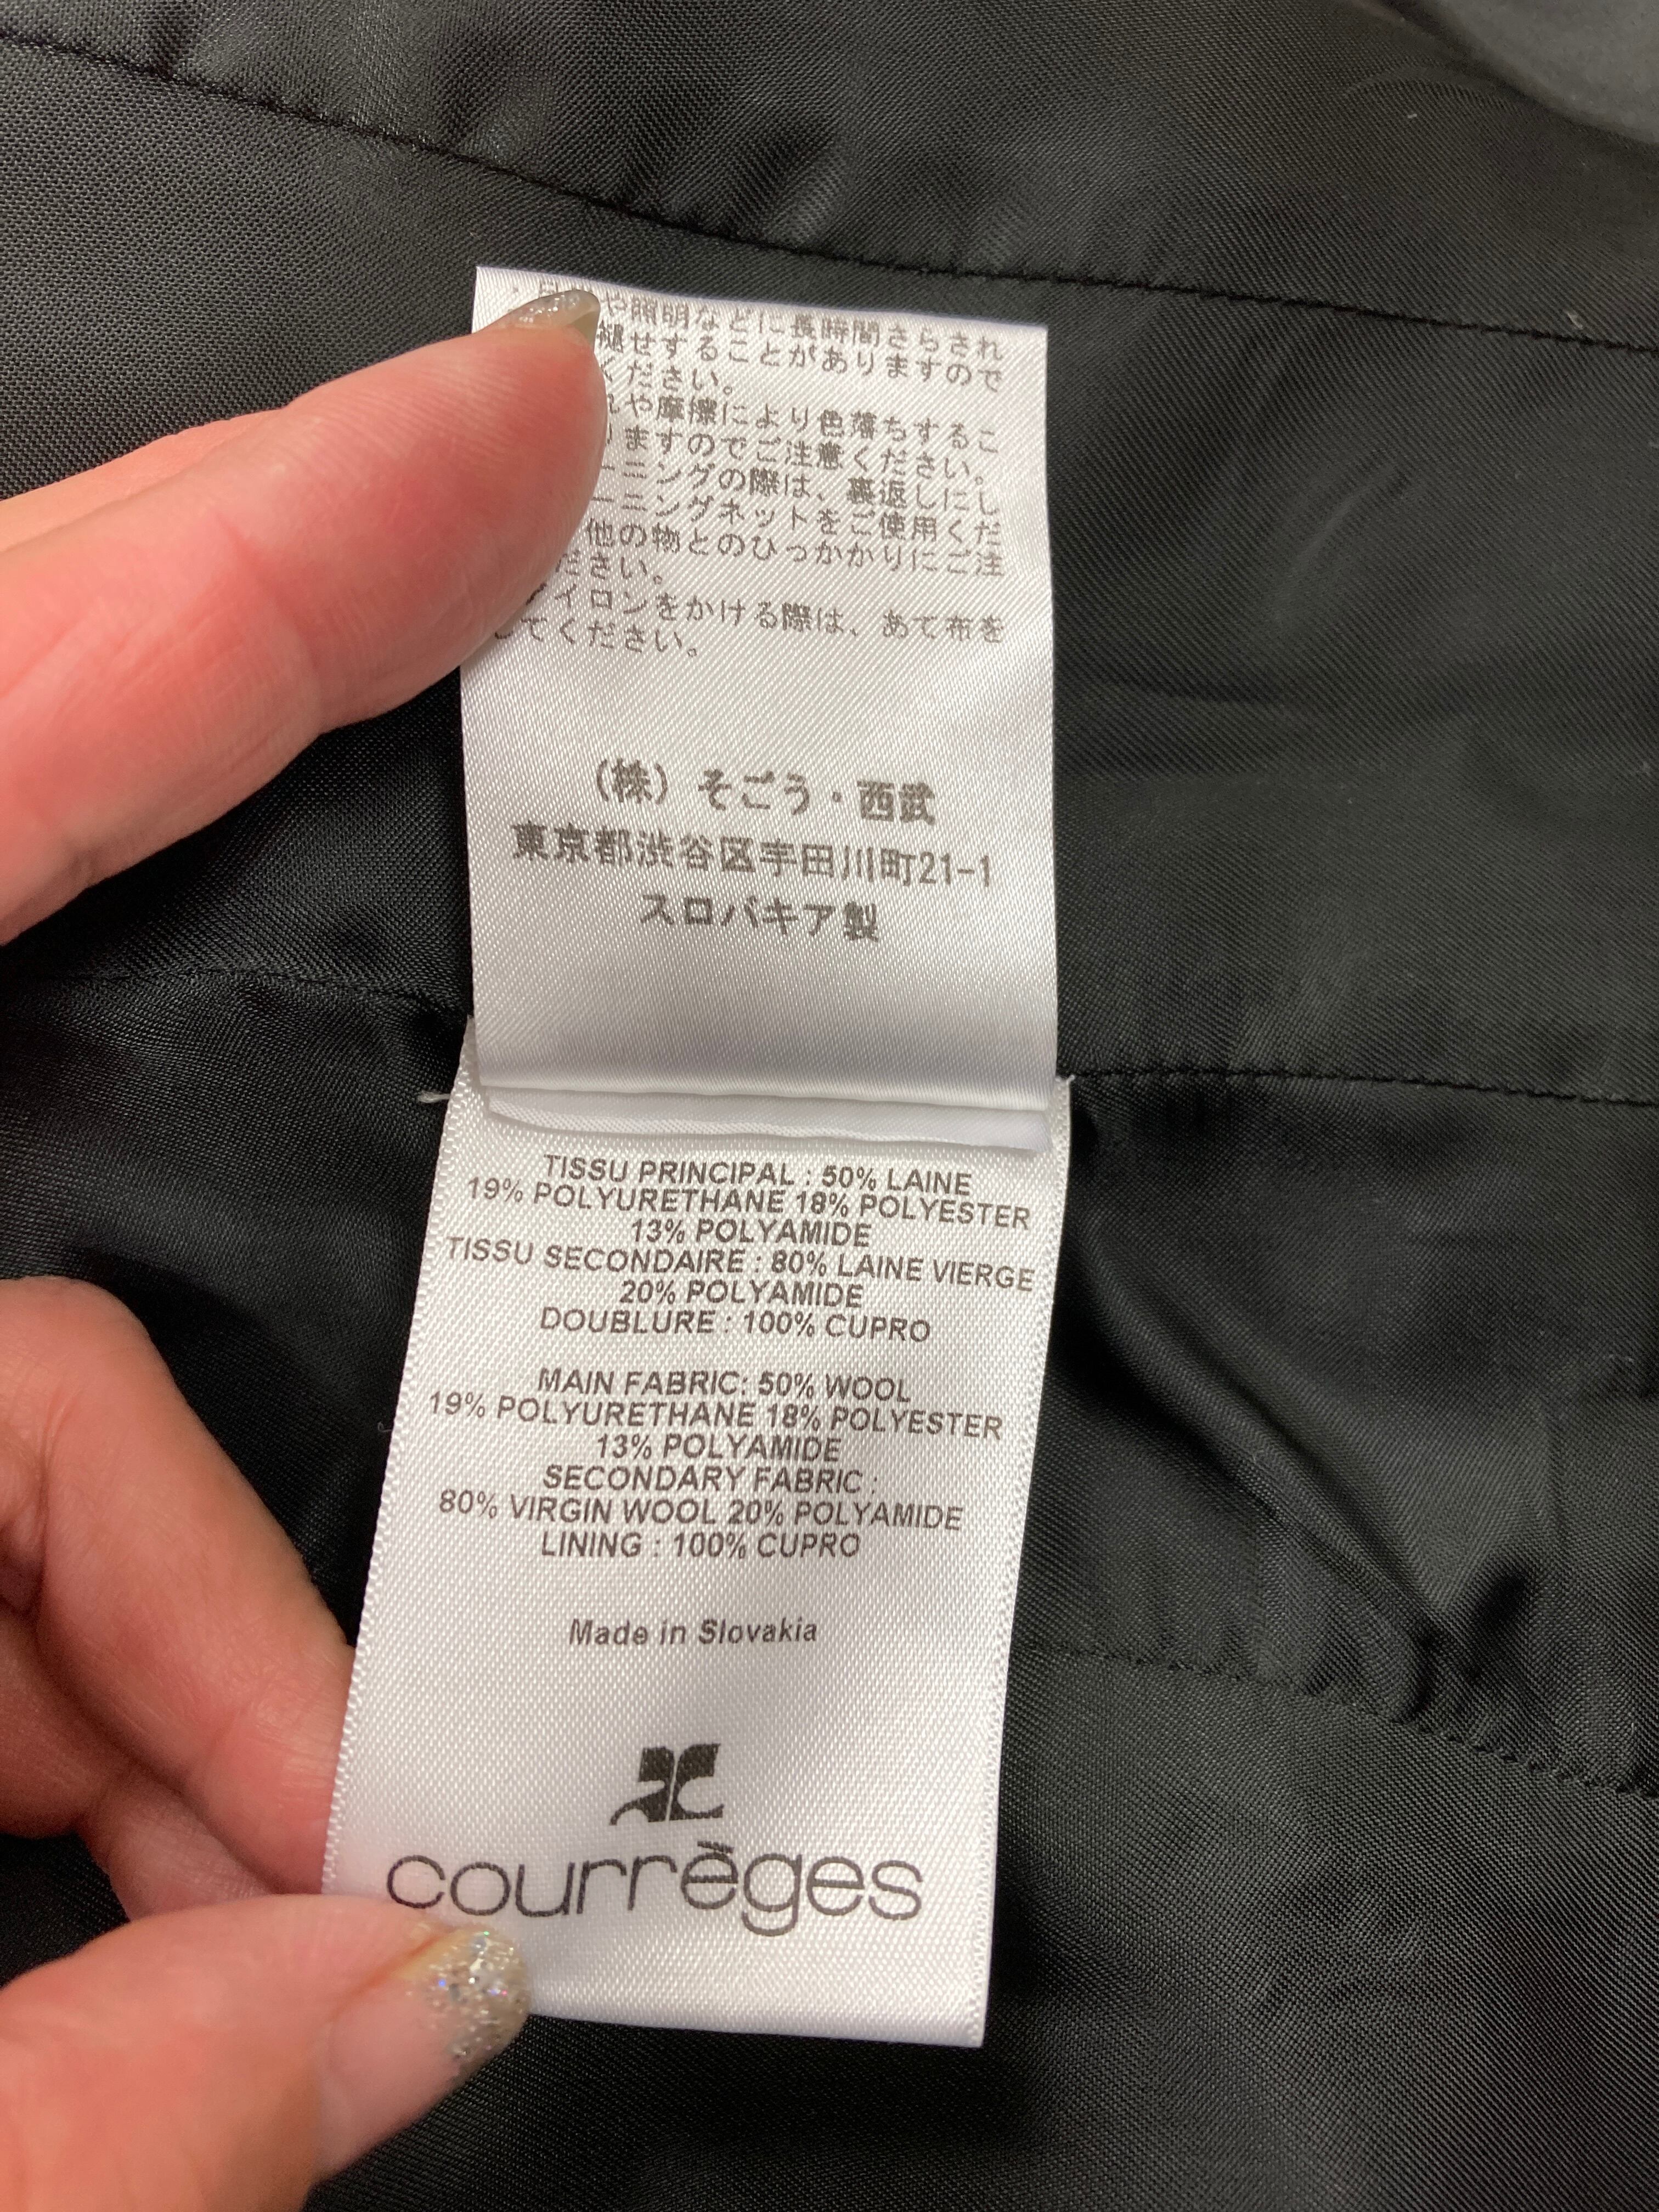 や照明などに長時間さらされ
褪せすることがありますので
ください。
や摩擦により色落ちするこ
ますのでご注意ください。
ニングの際は、裏返しにし
ーニングネットをご使用くだ
他の物とのひっかかりにご注
ださい。
アイロンをかける際は、あて布を
してください。
(株) そごう・西武
東京都渋谷区宇田川町21-1
スロバキア製
TISSU PRINCIPAL : 50% LAINE
19% POLYURETHANE 18% POLYESTER
13% POLYAMIDE
TISSU SECONDAIRE : 80% LAINE VIERGE
20% POLYAMIDE
DOUBLURE : 100% CUPRO
MAIN FABRIC: 50% WOOL
19% POLYURETHANE 18% POLYESTER
13% POLYAMIDE
SECONDARY FABRIC :
80% VIRGIN WOOL 20% POLYAMIDE
LINING : 100% CUPRO
Made in Slovakia
courrèges